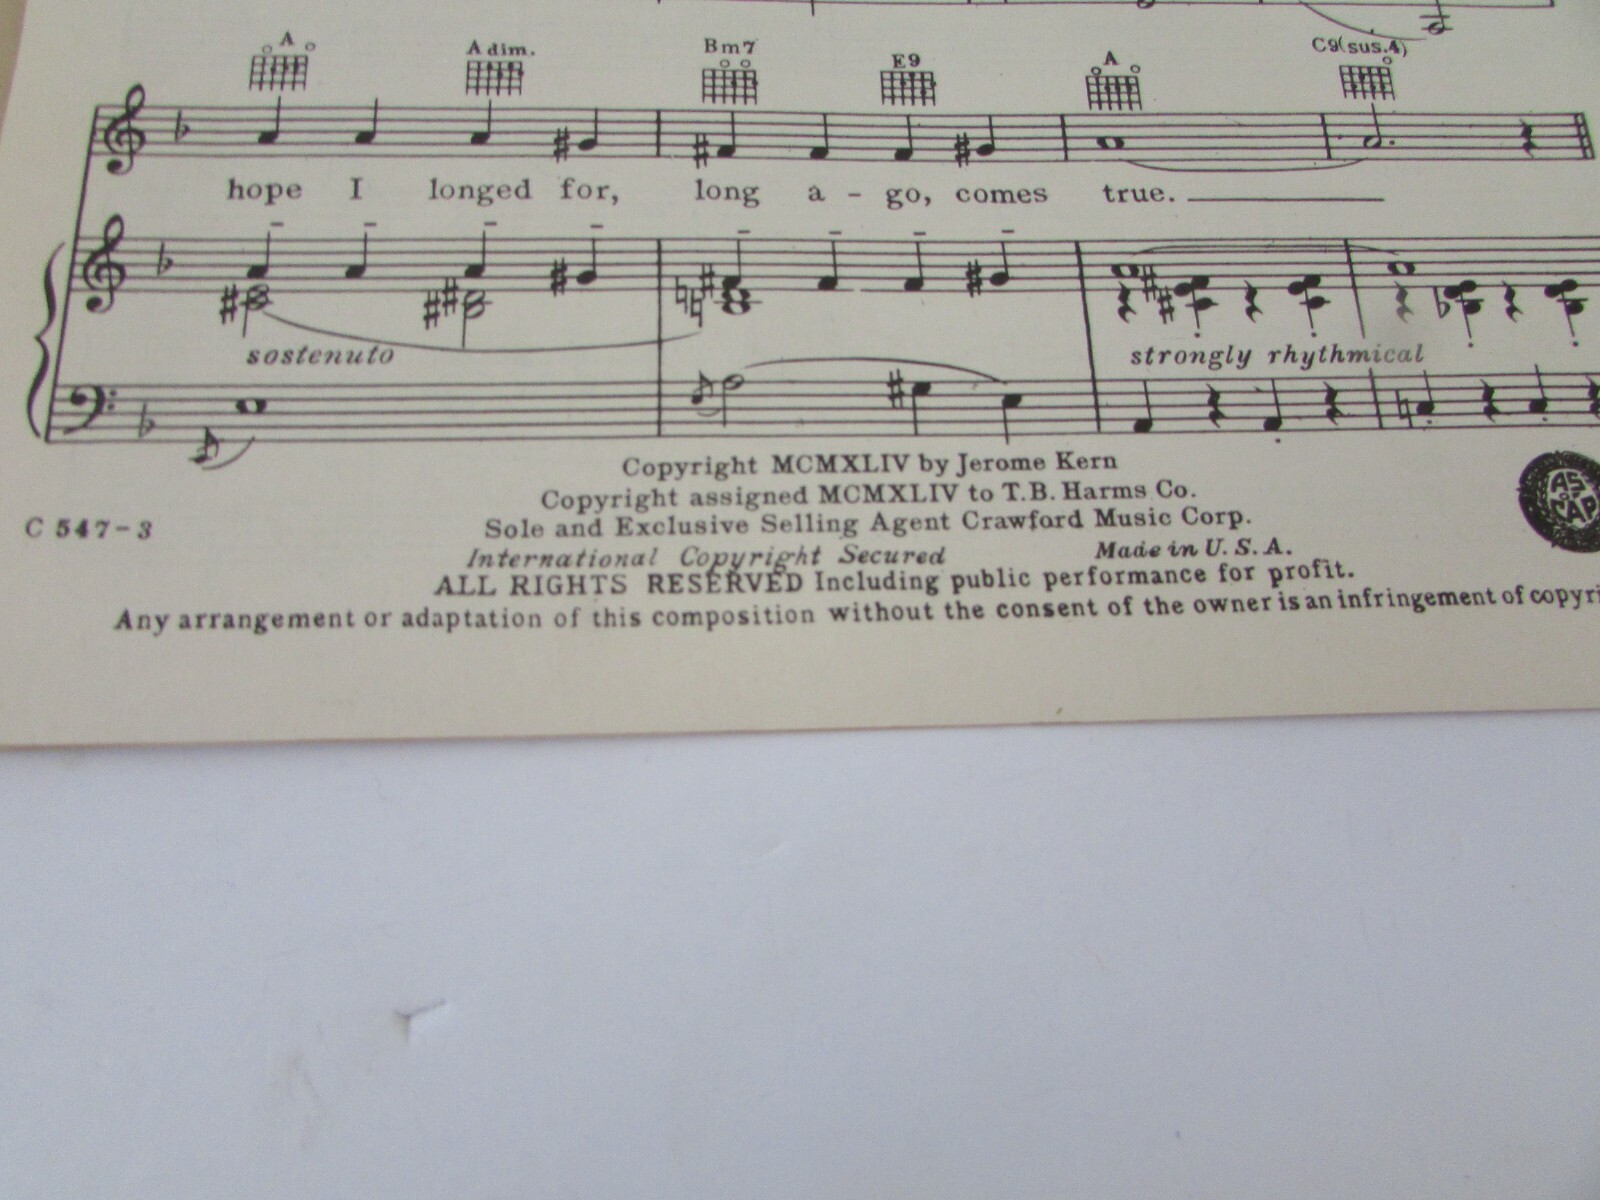 A A dim. Bm7 E9 A C9(sus.4)
hope I longed for, long a - go, comes true.
sostenuto strongly rhythmical
Copyright MCMXLIV by Jerome Kern
Copyright assigned MCMXLIV to T.B. Harms Co.
C 547-3
Sole and Exclusive Selling Agent Crawford Music Corp.
International Copyright Secured Made in U. S. A.
ALL RIGHTS RESERVED Including public performance for profit.
Any arrangement or adaptation of this composition without the consent of the owner is an infringement of copyri
AS
OF
CAP